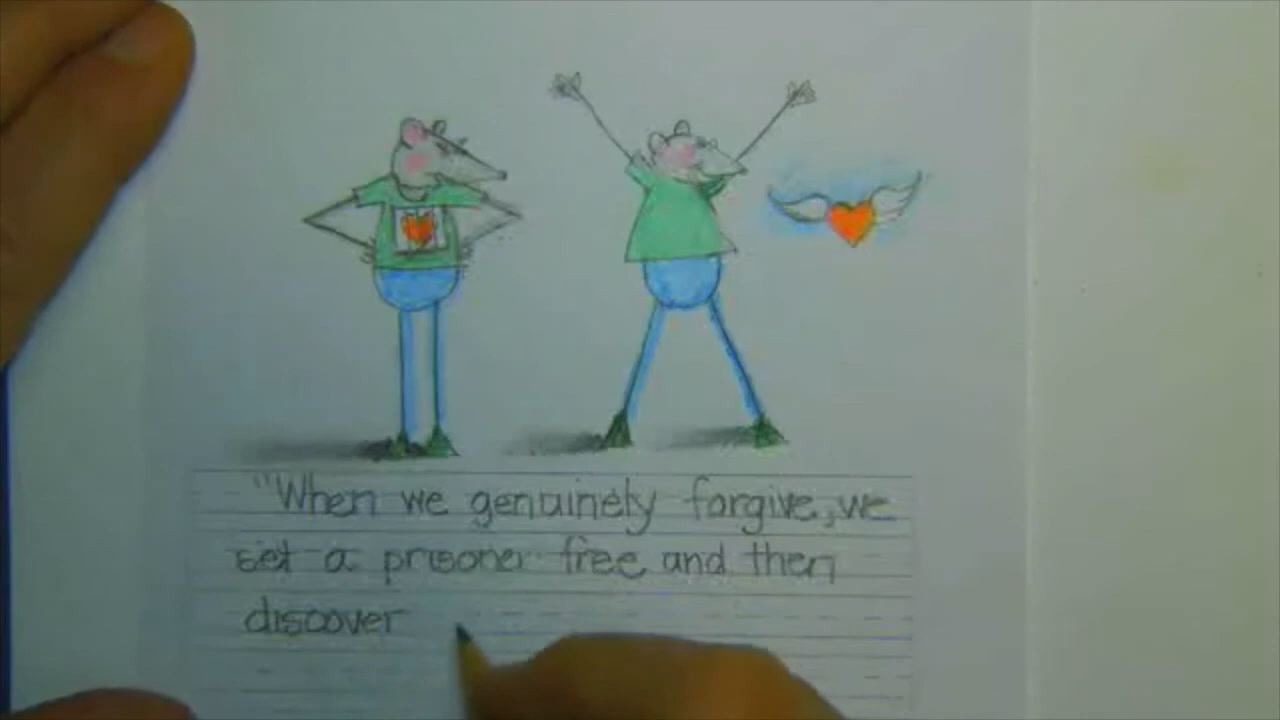 "When we genuinely forgive, we
set a prisoner free and then
discover